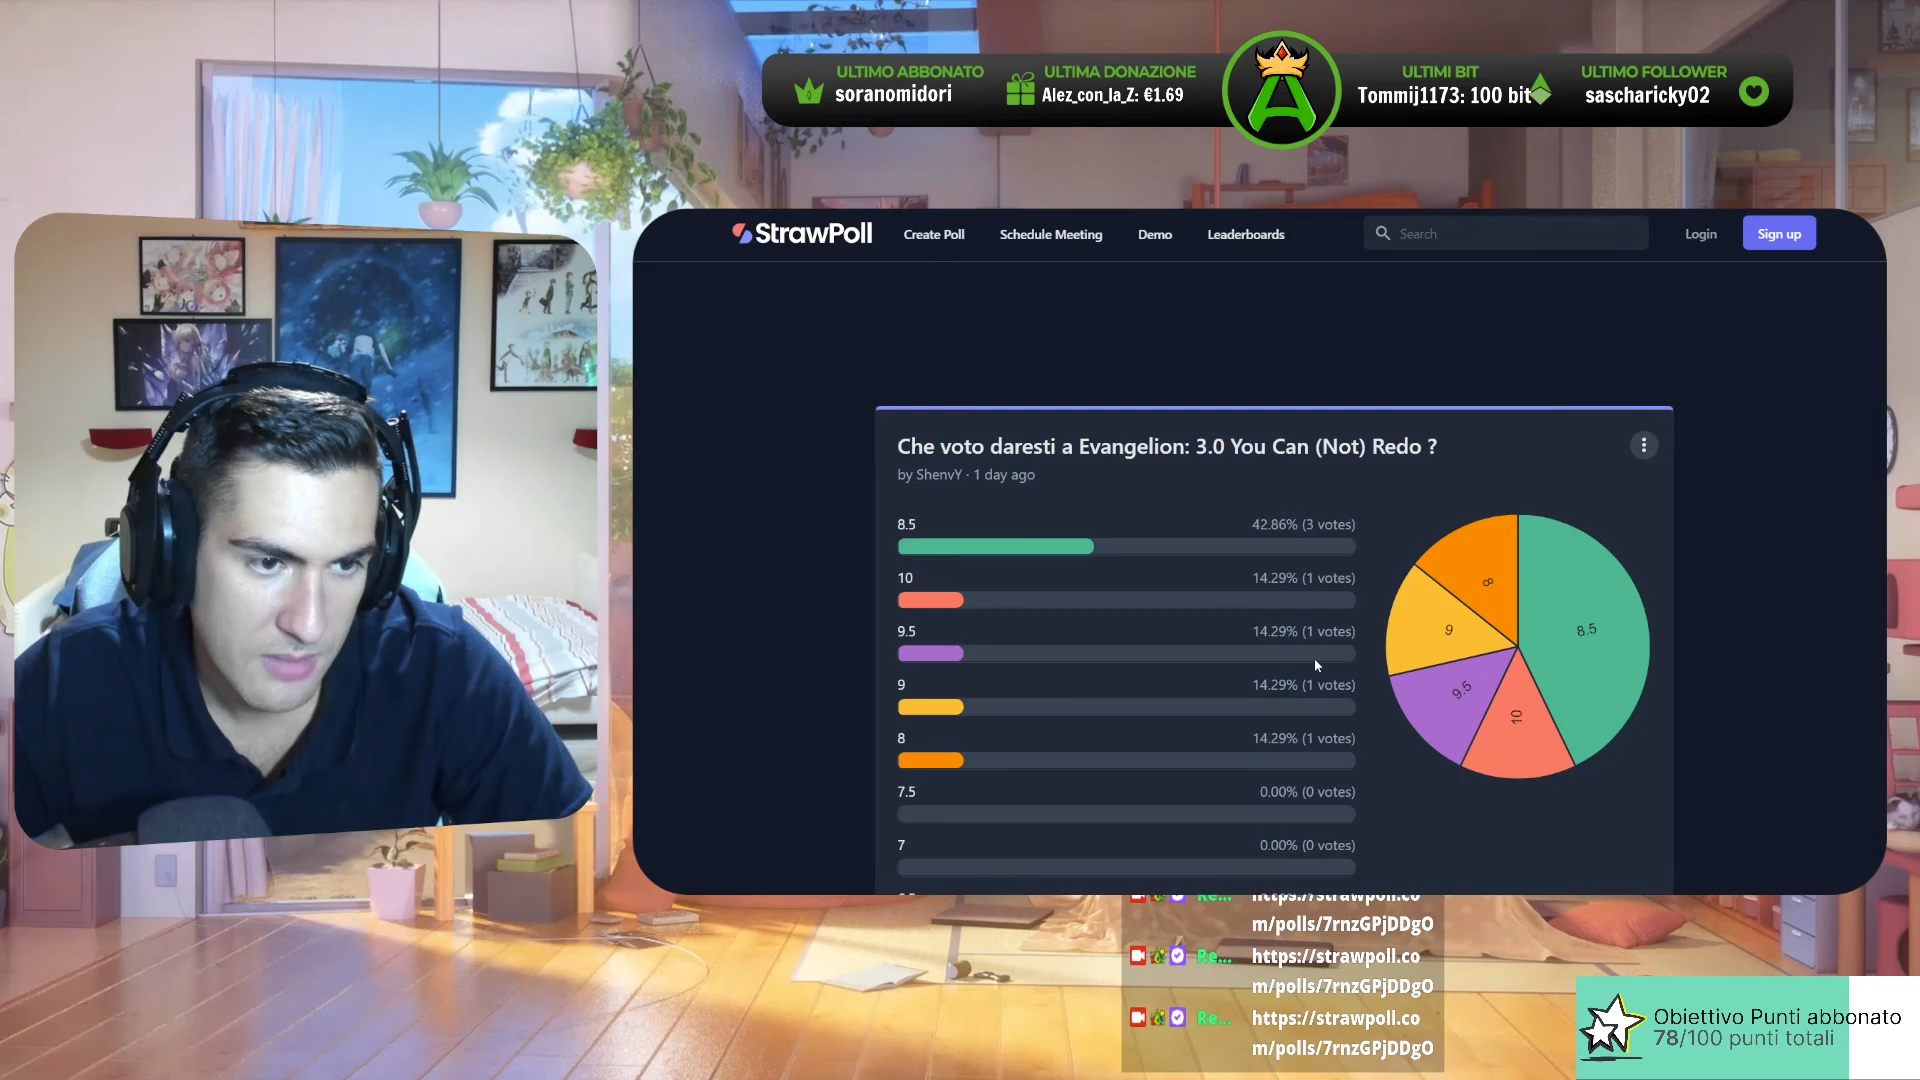 ULTIMO ABBONATO
soranomidori
ULTIMA DONAZIONE
Alez_con_la_Z: €1.69
A
ULTIMI BIT
Tommij1173: 100 bit
ULTIMO FOLLOWER
sascharicky02
StrawPoll
Create Poll
Schedule Meeting
Demo
Leaderboards
Search
Login
Sign up
Che voto daresti a Evangelion: 3.0 You Can (Not) Redo ?
by ShenvY · 1 day ago
8.5 42.86% (3 votes)
10 14.29% (1 votes)
9.5 14.29% (1 votes)
9 14.29% (1 votes)
8 14.29% (1 votes)
7.5 0.00% (0 votes)
7 0.00% (0 votes)
8
8.5
9
9.5
10
https://strawpoll.co
m/polls/7rnzGPjDDgO
Re... https://strawpoll.co
m/polls/7rnzGPjDDgO
Re... https://strawpoll.co
m/polls/7rnzGPjDDgO
Obiettivo Punti abbonato
78/100 punti totali